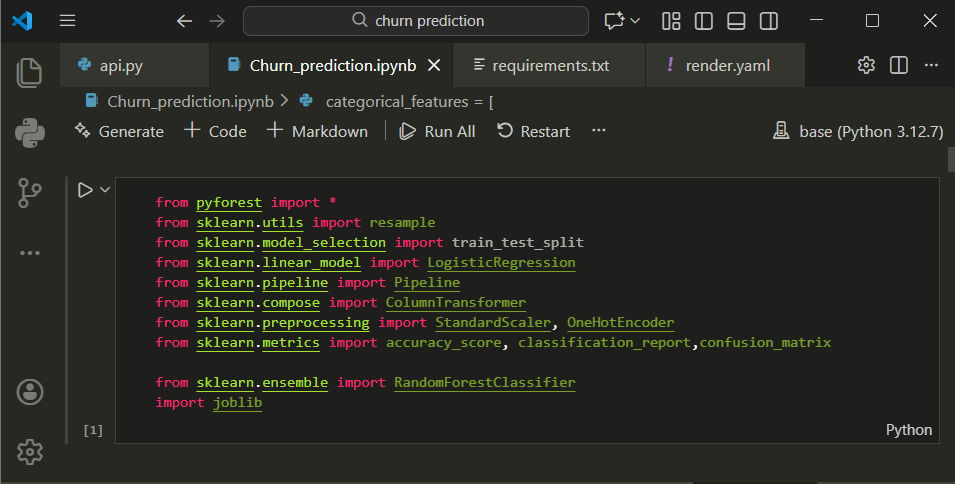 churn prediction
api.py
Churn_prediction.ipynb
requirements.txt
! render.yaml
Churn_prediction.ipynb > categorical_features = [
Generate + Code + Markdown Run All Restart ... base (Python 3.12.7)
from pyforest import *
from sklearn.utils import resample
from sklearn.model_selection import train_test_split
from sklearn.linear_model import LogisticRegression
from sklearn.pipeline import Pipeline
from sklearn.compose import ColumnTransformer
from sklearn.preprocessing import StandardScaler, OneHotEncoder
from sklearn.metrics import accuracy_score, classification_report,confusion_matrix
from sklearn.ensemble import RandomForestClassifier
import joblib
[1]
Python